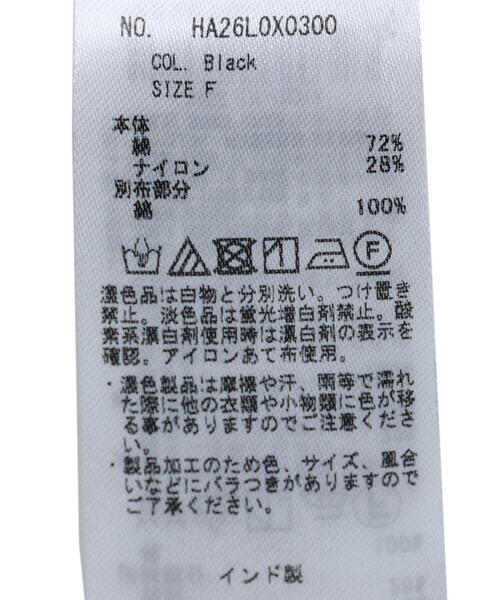 NO. HA26L0X0300
COL. Black
SIZE F
本体
綿 72%
ナイロン 28%
別布部分
綿 100%
F
濃色品は白物と分別洗い。つけ置き
禁止。淡色品は蛍光増白剤禁止。酸
素系漂白剤使用時は漂白剤の表示を
確認。アイロンあて布使用。
・濃色製品は摩擦や汗、雨等で濡れ
た際に他の衣類や小物類に色が移
る事がありますのでご注意くださ
い。
・製品加工のため色、サイズ、風合
いなどにバラつきがありますので
ご了承ください。
インド製